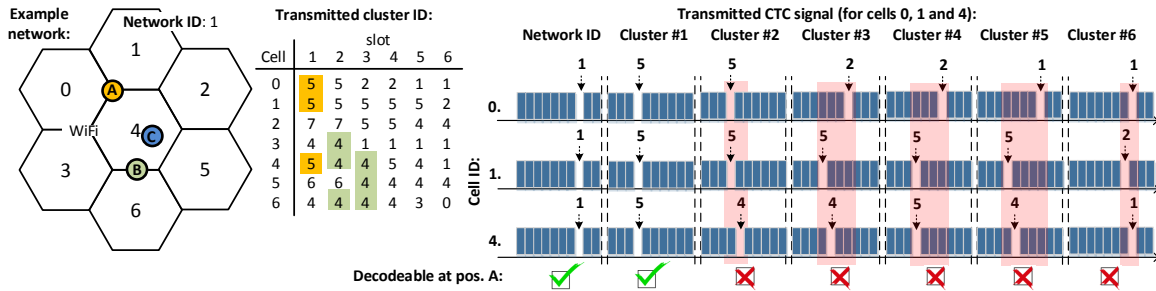 Example network:
Network ID: 1
0
1
2
3
4
5
6
WiFi
A
B
C
Transmitted cluster ID:
slot
Cell 1 2 3 4 5 6
0 5 5 2 2 1 1
1 5 5 5 5 5 2
2 7 7 5 5 4 4
3 4 4 1 1 1 1
4 5 4 4 5 4 1
5 6 6 4 4 4 4
6 4 4 4 4 3 0
Transmitted CTC signal (for cells 0, 1 and 4):
Network ID Cluster #1 Cluster #2 Cluster #3 Cluster #4 Cluster #5 Cluster #6
Cell ID:
1 5 5 2 2 1 1
0.
1 5 5 5 5 5 2
1.
1 5 4 4 5 4 1
4.
Decodeable at pos. A: